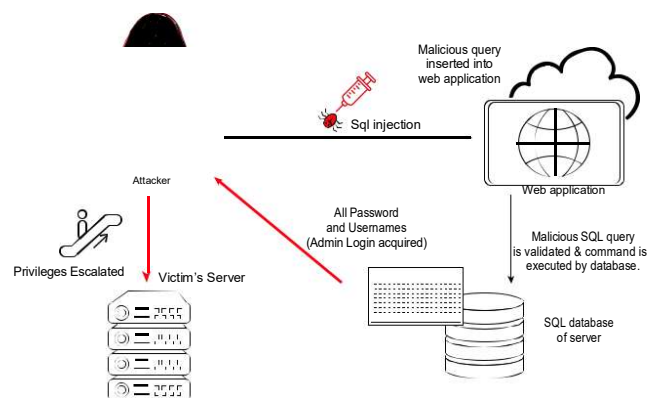 Malicious query
inserted into
web application
Sql injection
Web application
Attacker
All Password
and Usernames
(Admin Login acquired)
Malicious SQL query
is validated & command is
executed by database.
Privileges Escalated
Victim's Server
SQL database
of server